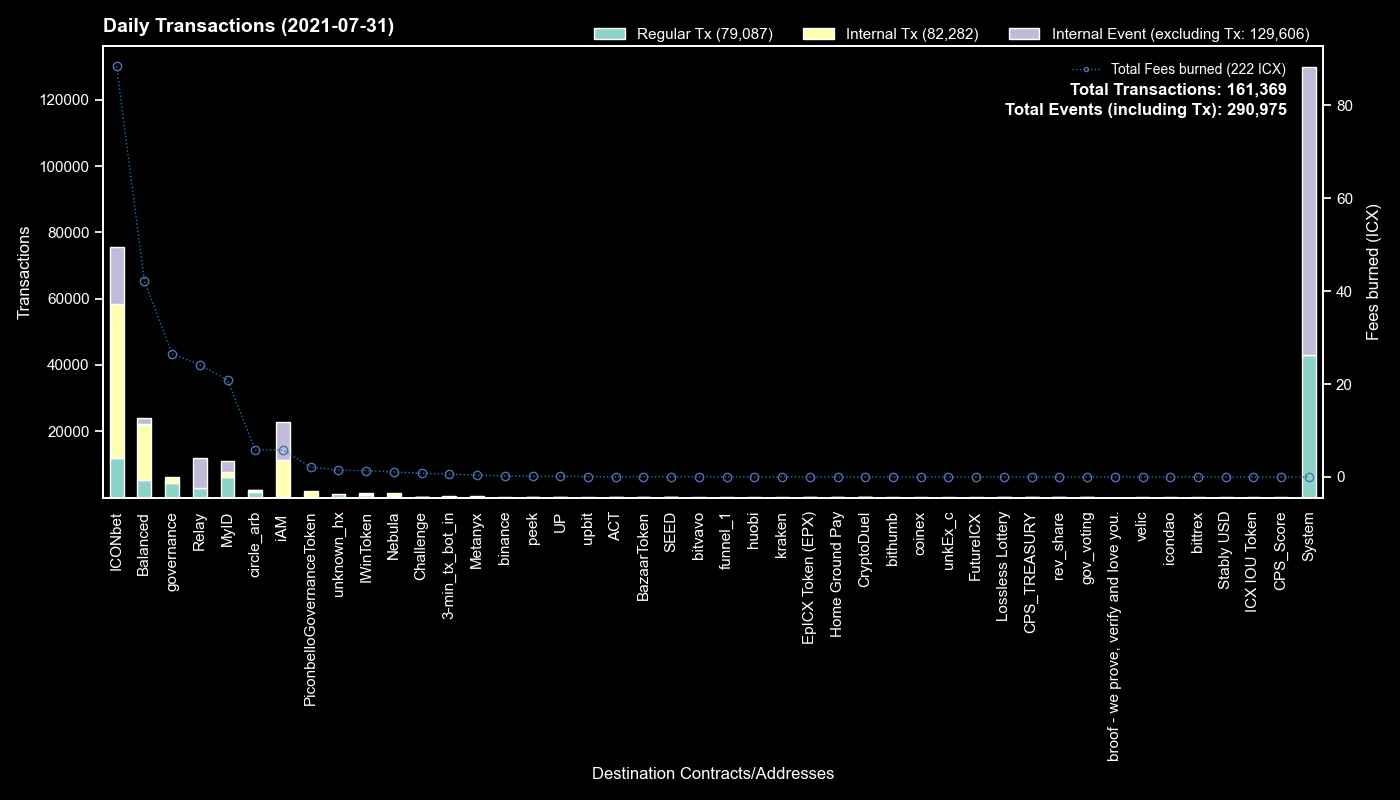 Daily Transactions (2021-07-31)
Regular Tx (79,087)
Internal Tx (82,282)
Internal Event (excluding Tx: 129,606)
Total Fees burned (222 ICX)
Total Transactions: 161,369
Total Events (including Tx): 290,975
Transactions
120000
100000
80000
60000
40000
20000
80
60
40
20
0
Fees burned (ICX)
ICONbet
Balanced
governance
Relay
MyID
circle_arb
iAM
PiconbelloGovernanceToken
unknown_hx
IWinToken
Nebula
Challenge
3-min_tx_bot_in
Metanyx
binance
peek
UP
upbit
ACT
BazaarToken
SEED
bitvavo
funnel_1
huobi
kraken
EpICX Token (EPX)
Home Ground Pay
CryptoDuel
bithumb
coinex
unkEx_c
FutureICX
Lossless Lottery
CPS_TREASURY
rev_share
gov_voting
broof - we prove, verify and love you.
velic
icondao
bittrex
Stably USD
ICX IOU Token
CPS_Score
System
Destination Contracts/Addresses